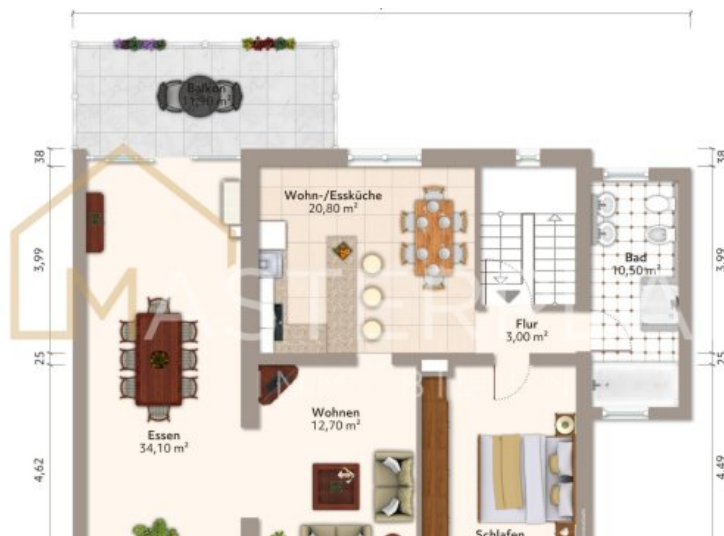 Balkon
11,90 m²
38
38
Wohn-/Essküche
20,80 m²
3,99
Bad
10,50 m²
3,99
Flur
3,00 m²
25
25
Wohnen
12,70 m²
Essen
34,10 m²
4,62
4,49
Schlafen